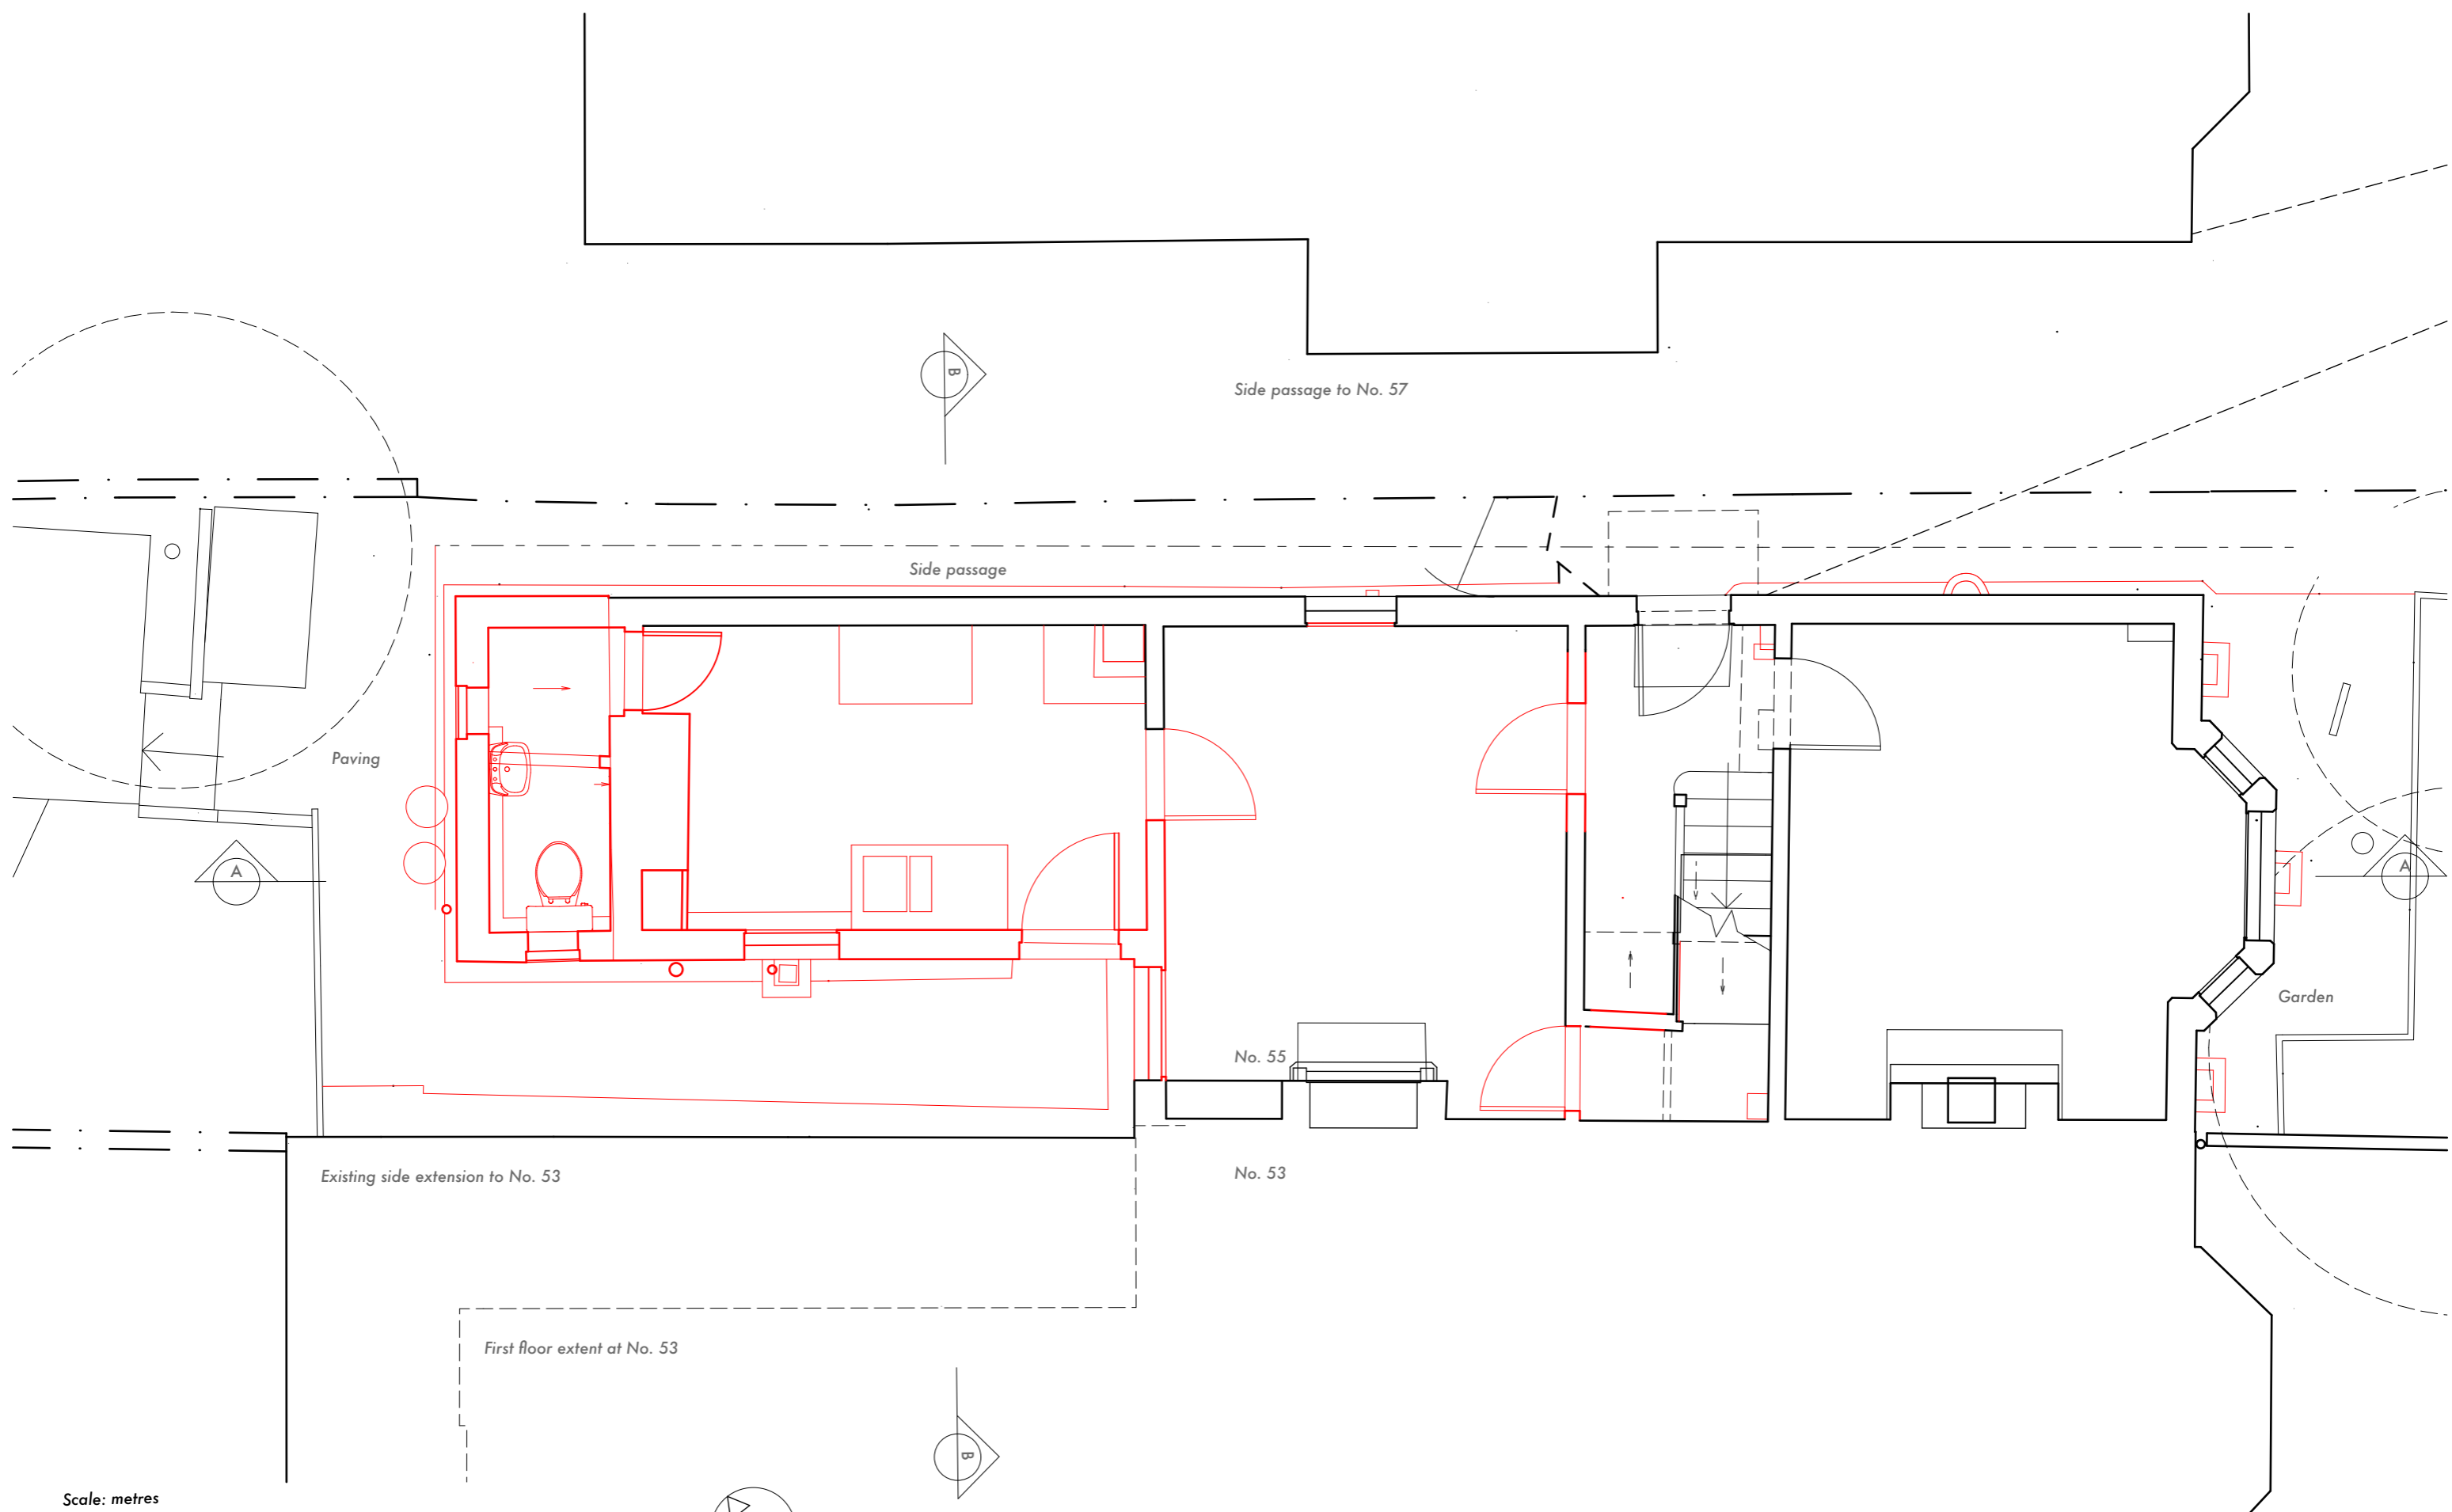 B
Side passage to No. 57
Side passage
Paving
A
A
Garden
No. 55
Existing side extension to No. 53
No. 53
First floor extent at No. 53
B
Scale: metres